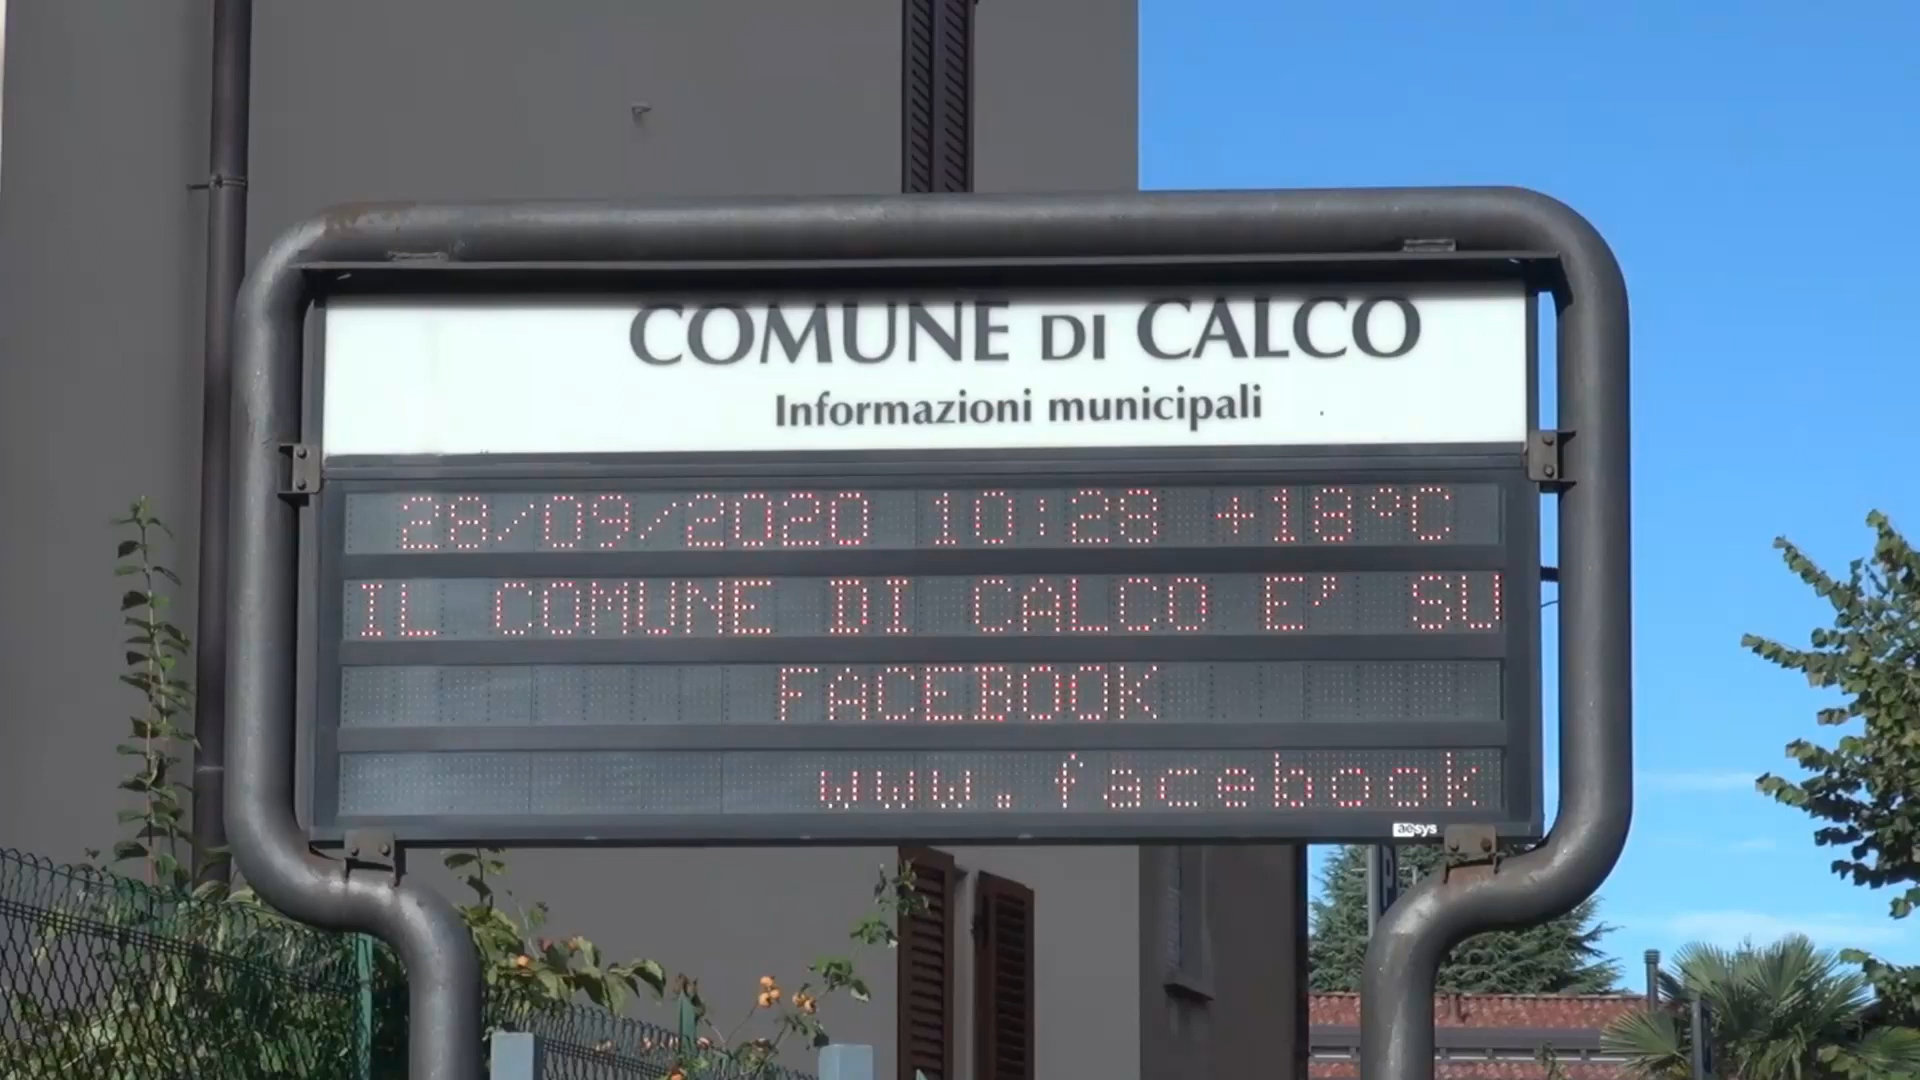 COMUNE DI CALCO
Informazioni municipali
28/09/2020 10:28 +18°C
IL COMUNE DI CALCO E' SU
FACEBOOK
www.facebook
aesys
P